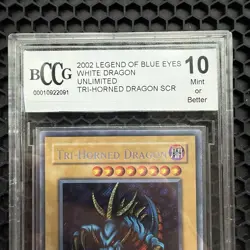 BCCG
00010922091
2002 LEGEND OF BLUE EYES
WHITE DRAGON
UNLIMITED
TRI-HORNED DRAGON SCR
10
Mint
or
Better
TRI-HORNED DRAGON